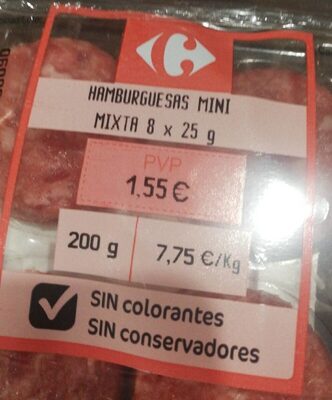 HAMBURGUESAS MINI
MIXTA 8 x 25 g
PVP
1,55 €
200 g 7,75 €/Kg
SIN colorantes
SIN conservadores